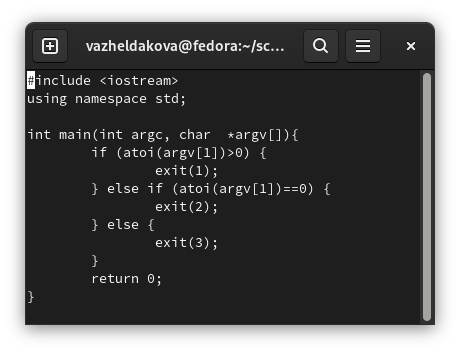 vazheldakova@fedora:~/sc...
#include <iostream>
using namespace std;

int main(int argc, char  *argv[]){
        if (atoi(argv[1])>0) {
                exit(1);
        } else if (atoi(argv[1])==0) {
                exit(2);
        } else {
                exit(3);
        }
        return 0;
}